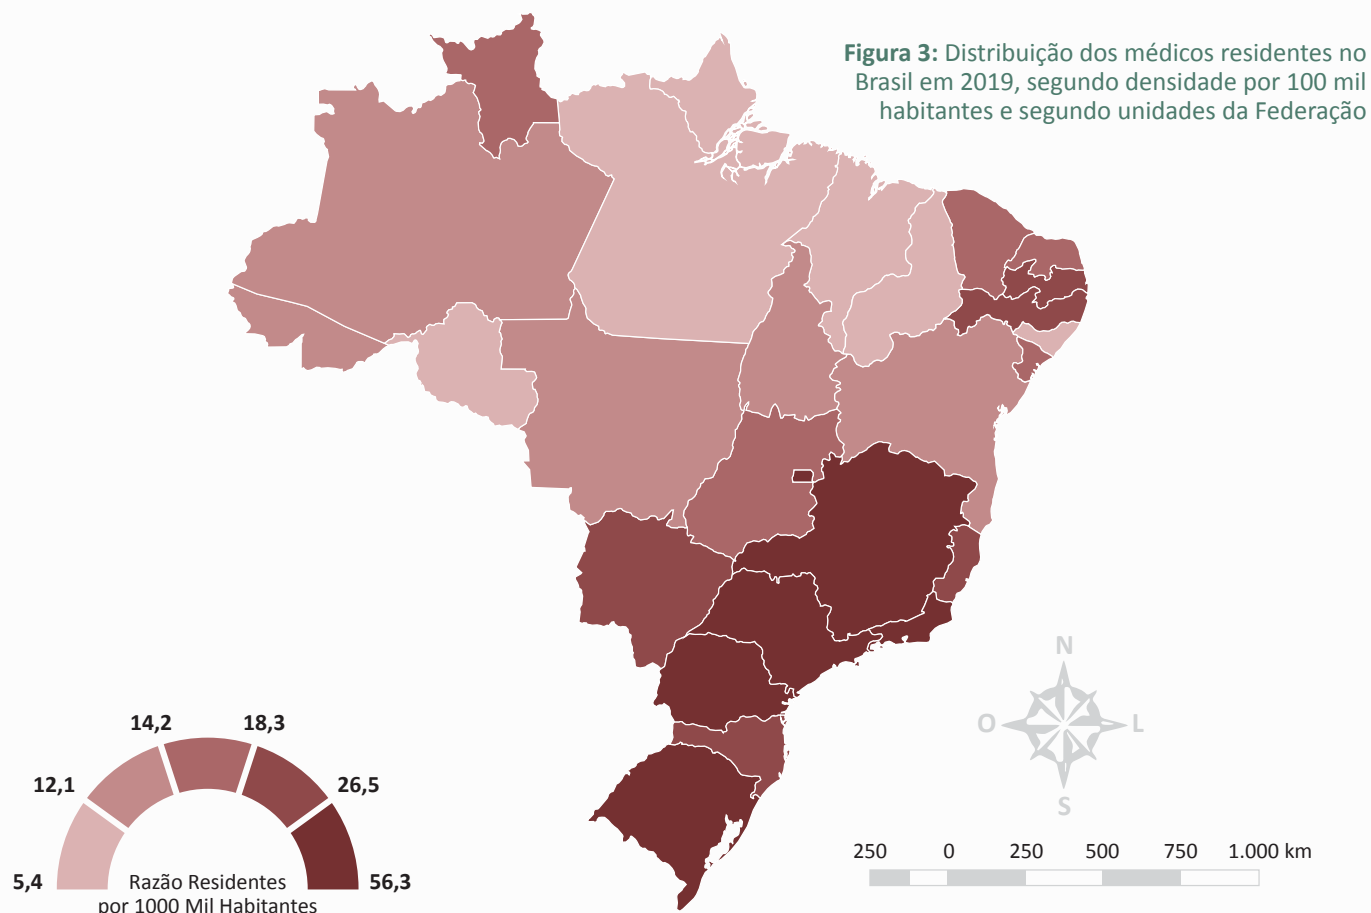 Figura 3: Distribuição dos médicos residentes no
Brasil em 2019, segundo densidade por 100 mil
habitantes e segundo unidades da Federação
N
O
L
S
14,2
18,3
12,1
26,5
5,4
56,3
Razão Residentes
por 1000 Mil Habitantes
250 0 250 500 750 1.000 km